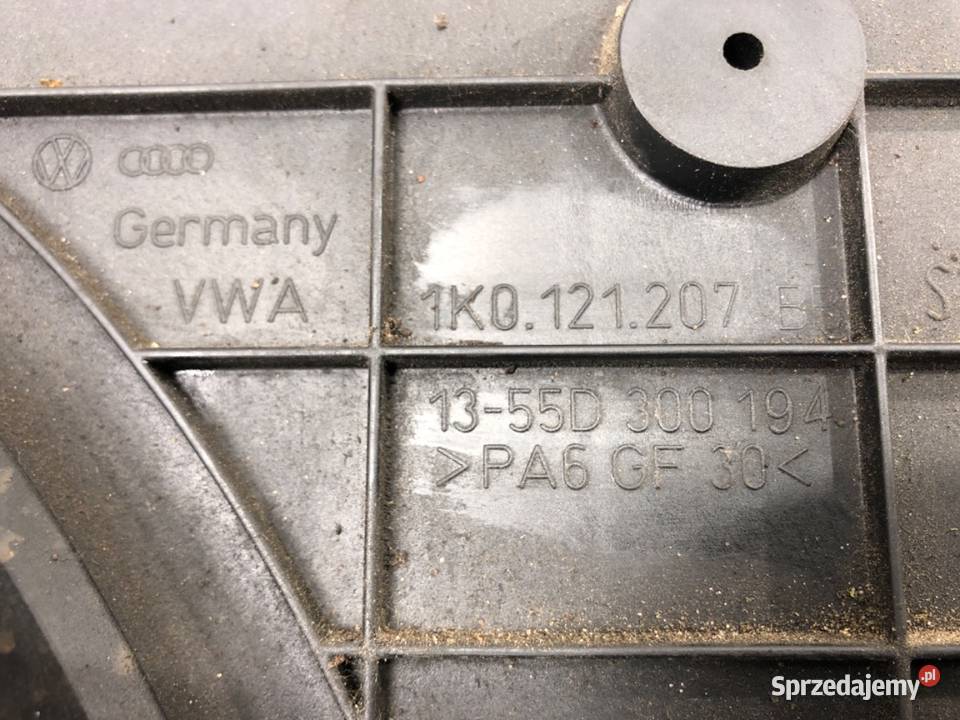 Germany
VWA
1K0.121.207
13-55D 300 194
>PA6 GF 30<
Sprzedajemy.pl